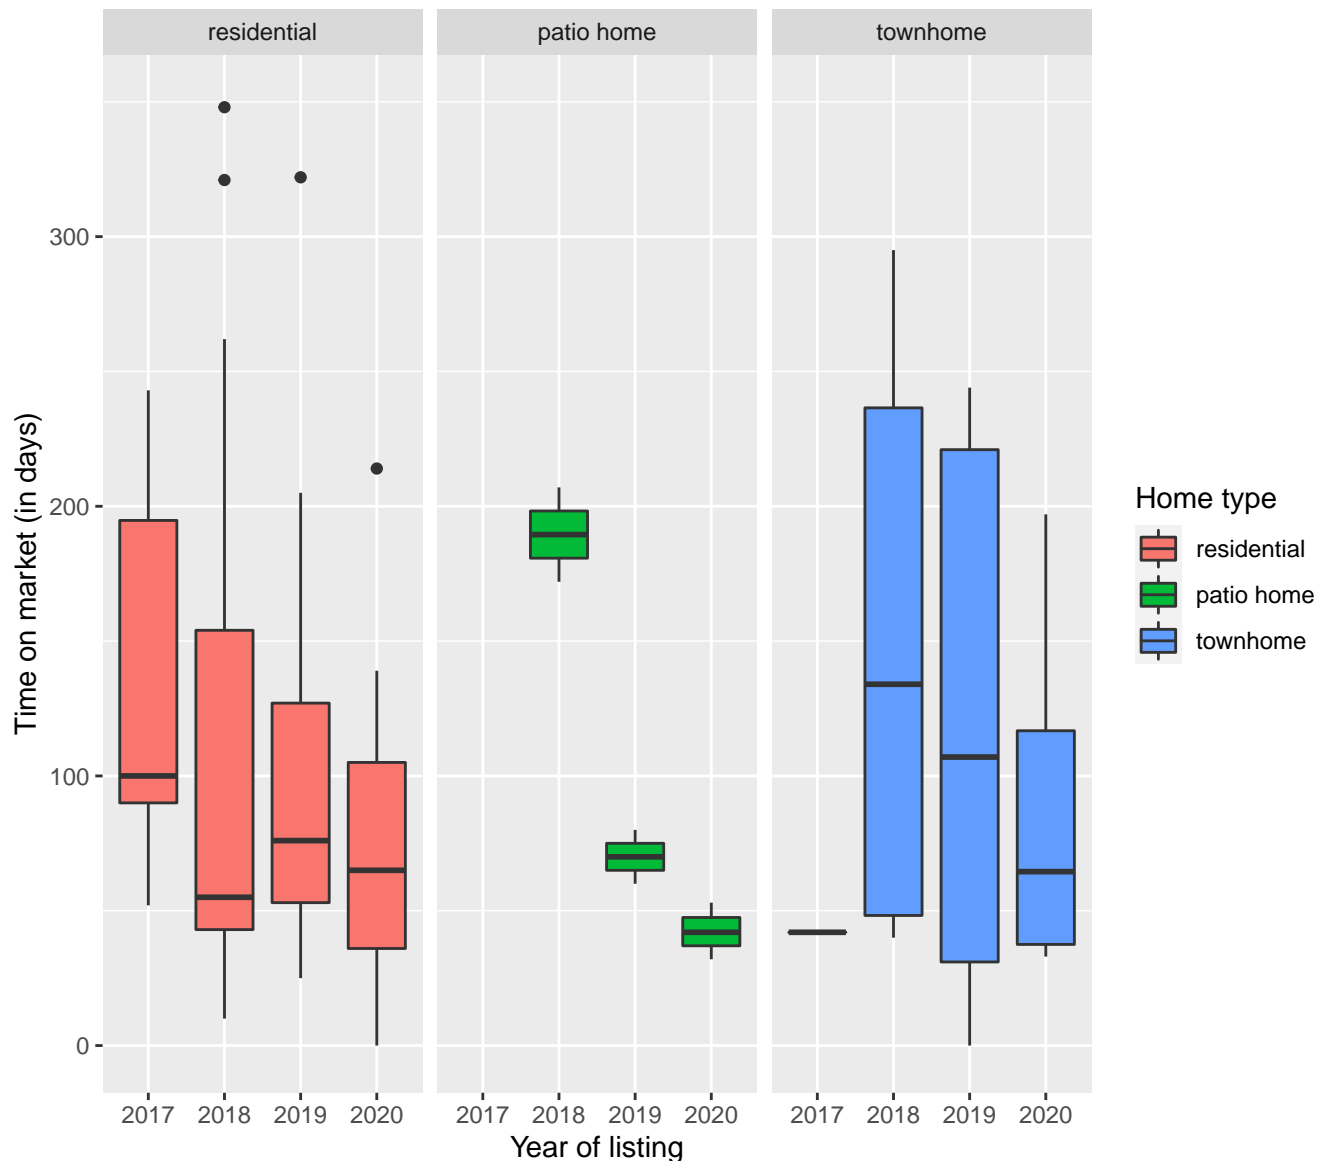 residential patio home townhome
300
200
100
0
Time on market (in days)
2017 2018 2019 2020 2017 2018 2019 2020 2017 2018 2019 2020
Year of listing
Home type
residential
patio home
townhome